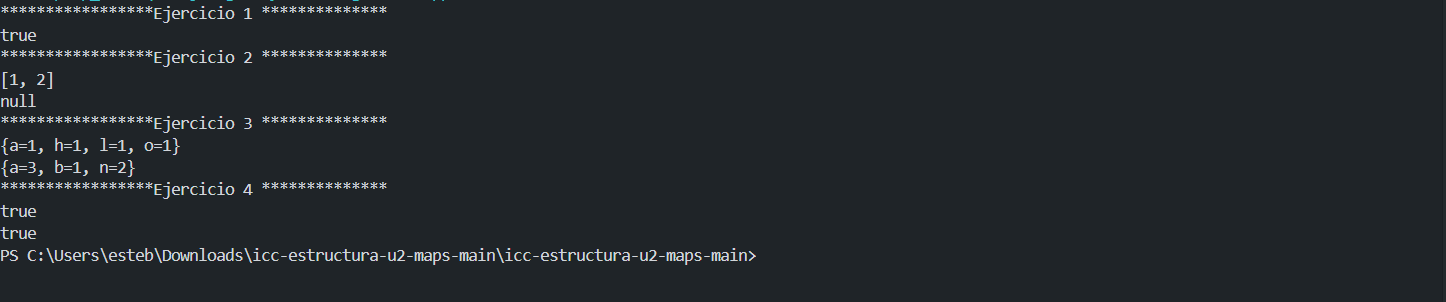 *****************Ejercicio 1 **************
true
*****************Ejercicio 2 **************
[1, 2]
null
*****************Ejercicio 3 **************
{a=1, h=1, l=1, o=1}
{a=3, b=1, n=2}
*****************Ejercicio 4 **************
true
true
PS C:\Users\esteb\Downloads\icc-estructura-u2-maps-main\icc-estructura-u2-maps-main>